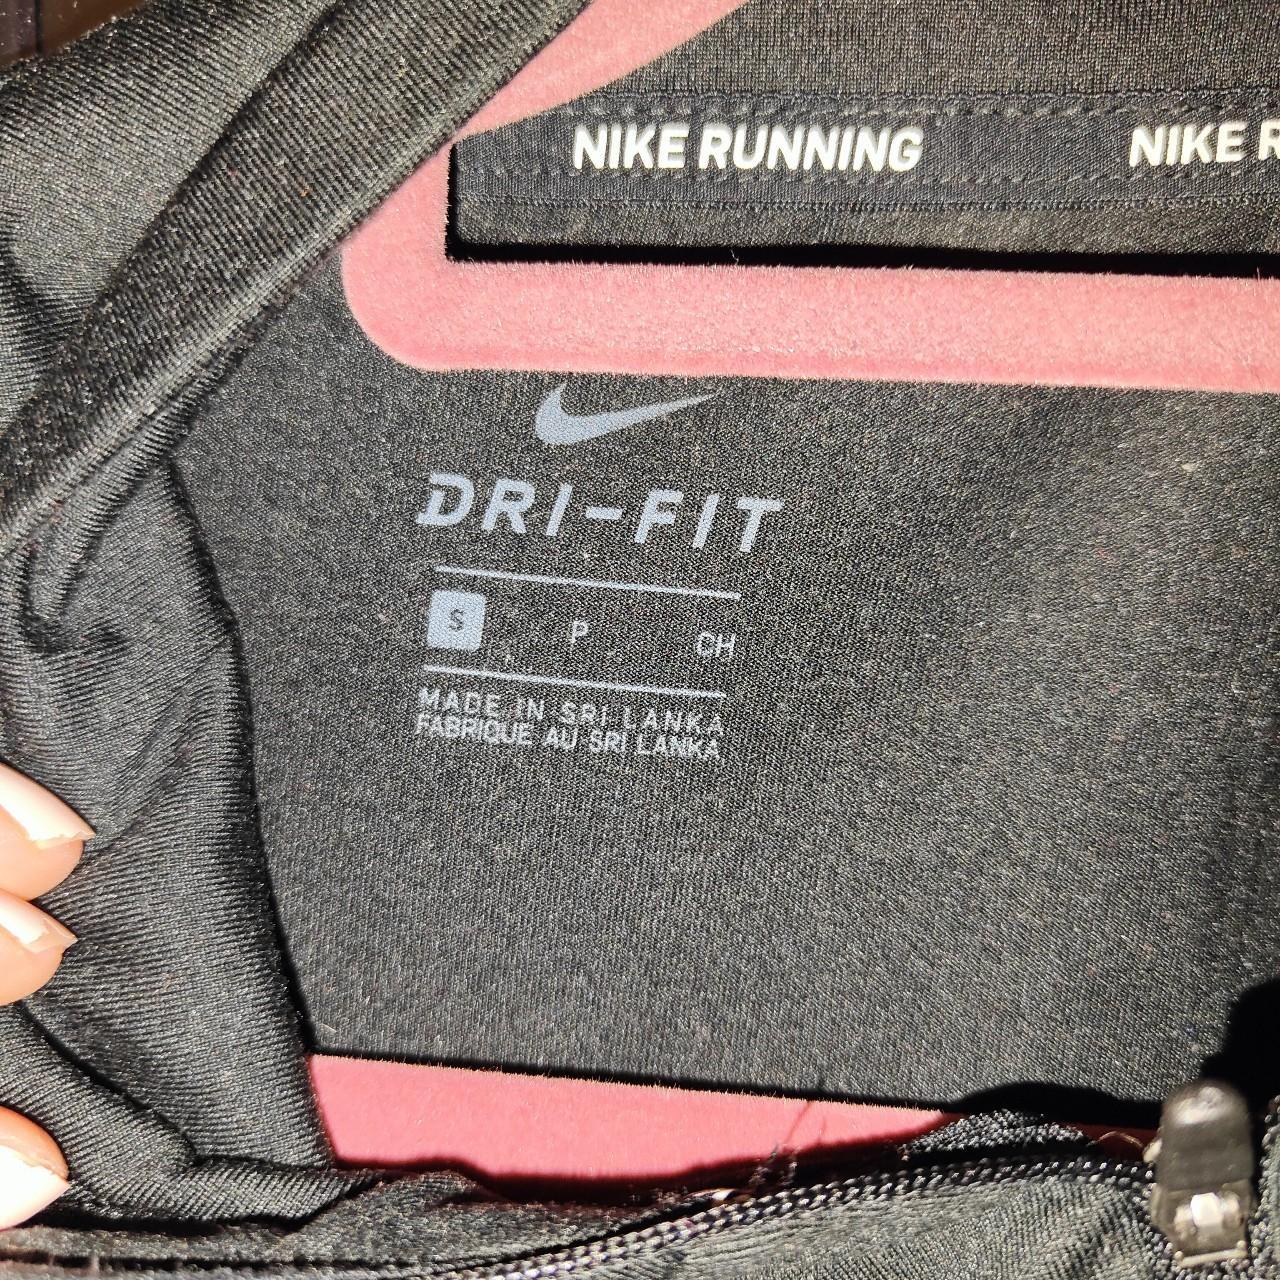 NIKE RUNNING NIKE R
DRI-FIT
S P CH
MADE IN SRI LANKA
FABRIQUE AU SRI LANKA